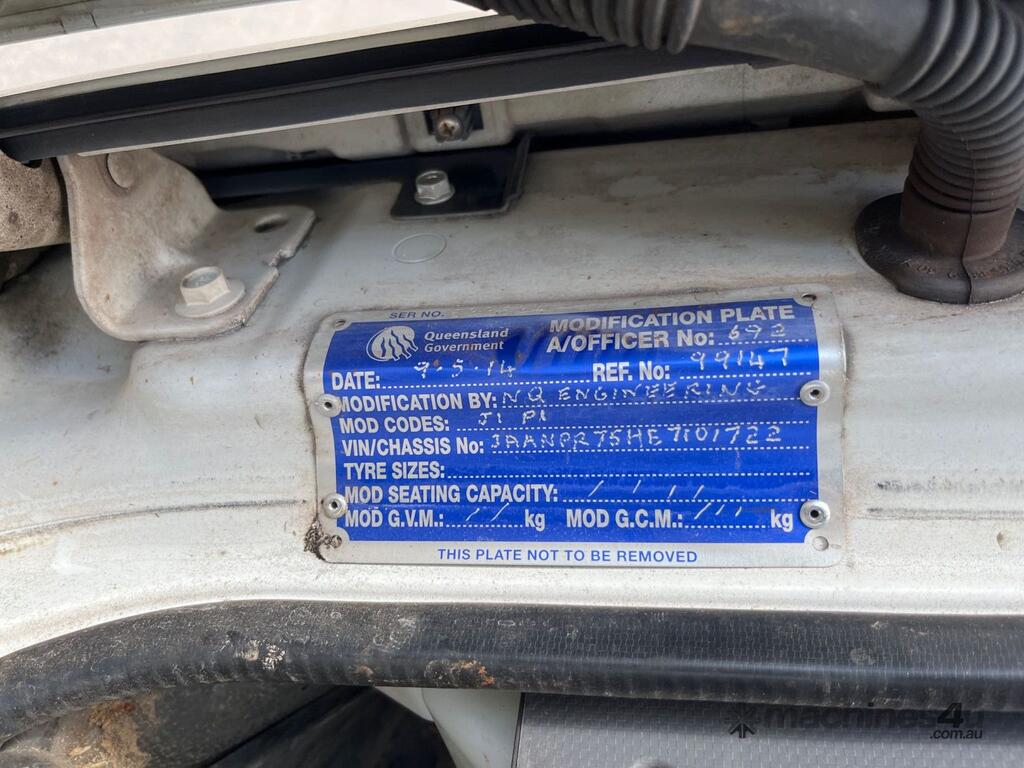 SER NO.
Queensland Government
MODIFICATION PLATE
A/OFFICER No: 692
DATE: 9-5-14 REF. No: 99147
MODIFICATION BY: NQ ENGINEERING
MOD CODES: J1 P1
VIN/CHASSIS No: JAANPR75HE7101722
TYRE SIZES:
MOD SEATING CAPACITY:
MOD G.V.M.: kg MOD G.C.M.: kg
THIS PLATE NOT TO BE REMOVED
machines4u
.com.au